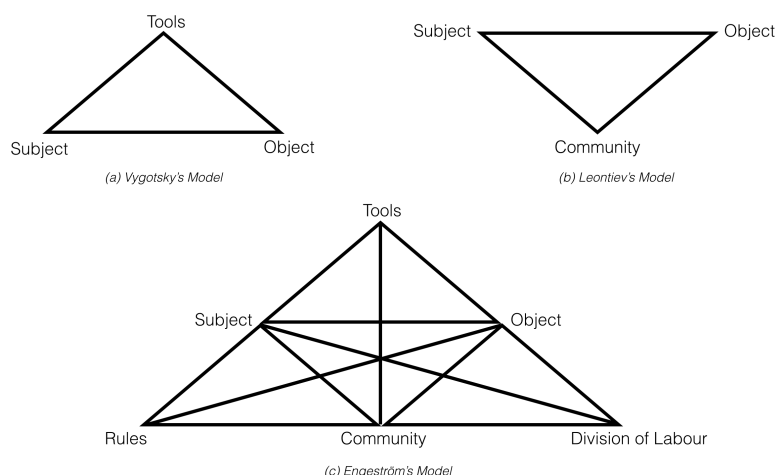 Tools
Subject
Object
(a) Vygotsky's Model
Subject
Object
Community
(b) Leontiev's Model
Tools
Subject
Object
Rules
Community
Division of Labour
(c) Engeström's Model